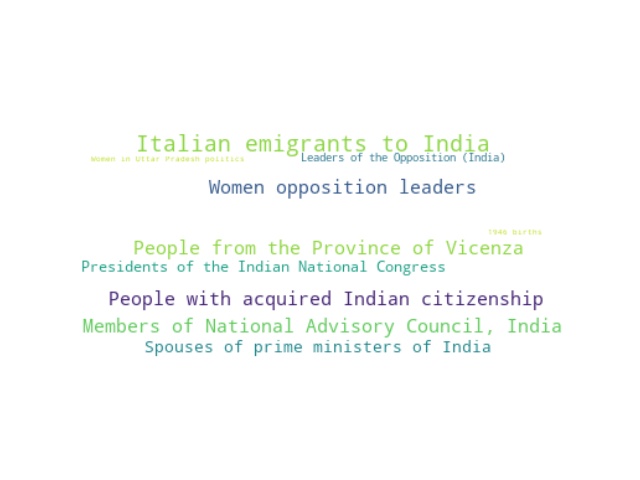 Italian emigrants to India
Women in Uttar Pradesh politics
Leaders of the Opposition (India)
Women opposition leaders
1946 births
People from the Province of Vicenza
Presidents of the Indian National Congress
People with acquired Indian citizenship
Members of National Advisory Council, India
Spouses of prime ministers of India